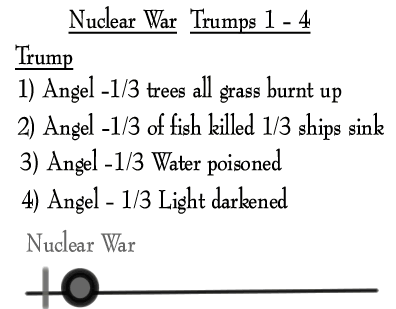 Nuclear War Trumps 1 - 4
Trump
1) Angel -1/3 trees all grass burnt up
2) Angel -1/3 of fish killed 1/3 ships sink
3) Angel -1/3 Water poisoned
4) Angel - 1/3 Light darkened
Nuclear War